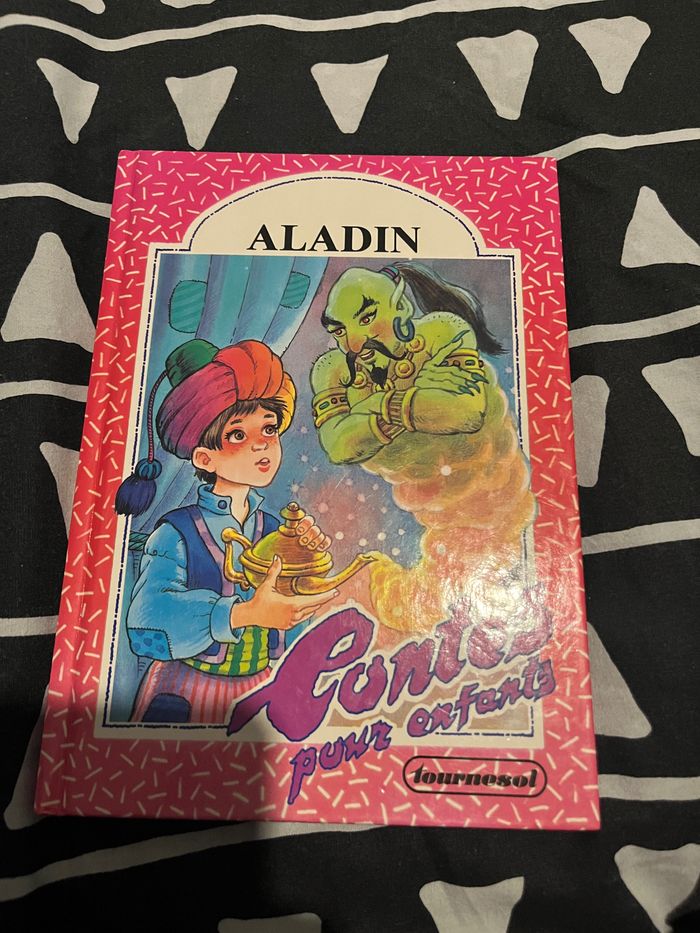 ALADIN
Contes
pour enfants
tournesol